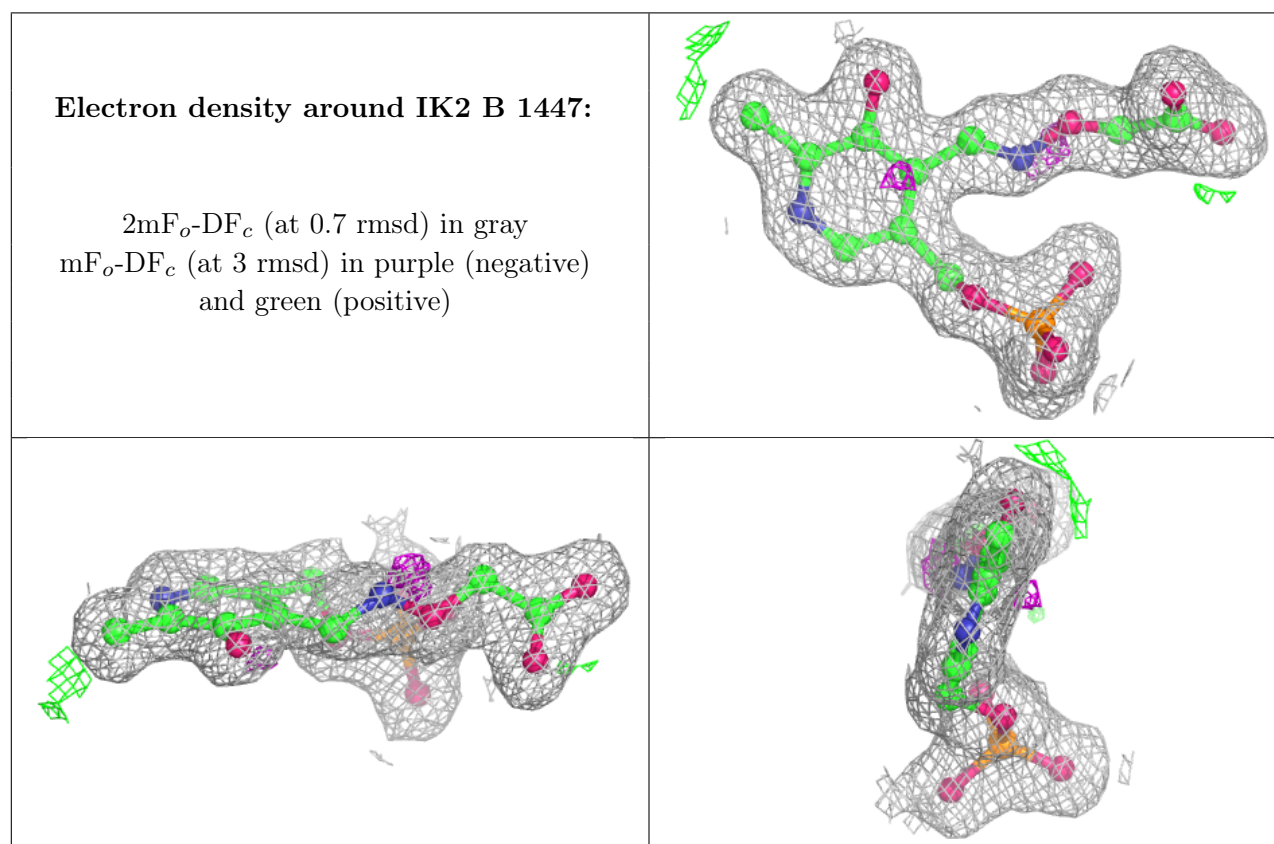 Electron density around IK2 B 1447:
2mFo-DFc (at 0.7 rmsd) in gray
mFo-DFc (at 3 rmsd) in purple (negative)
and green (positive)